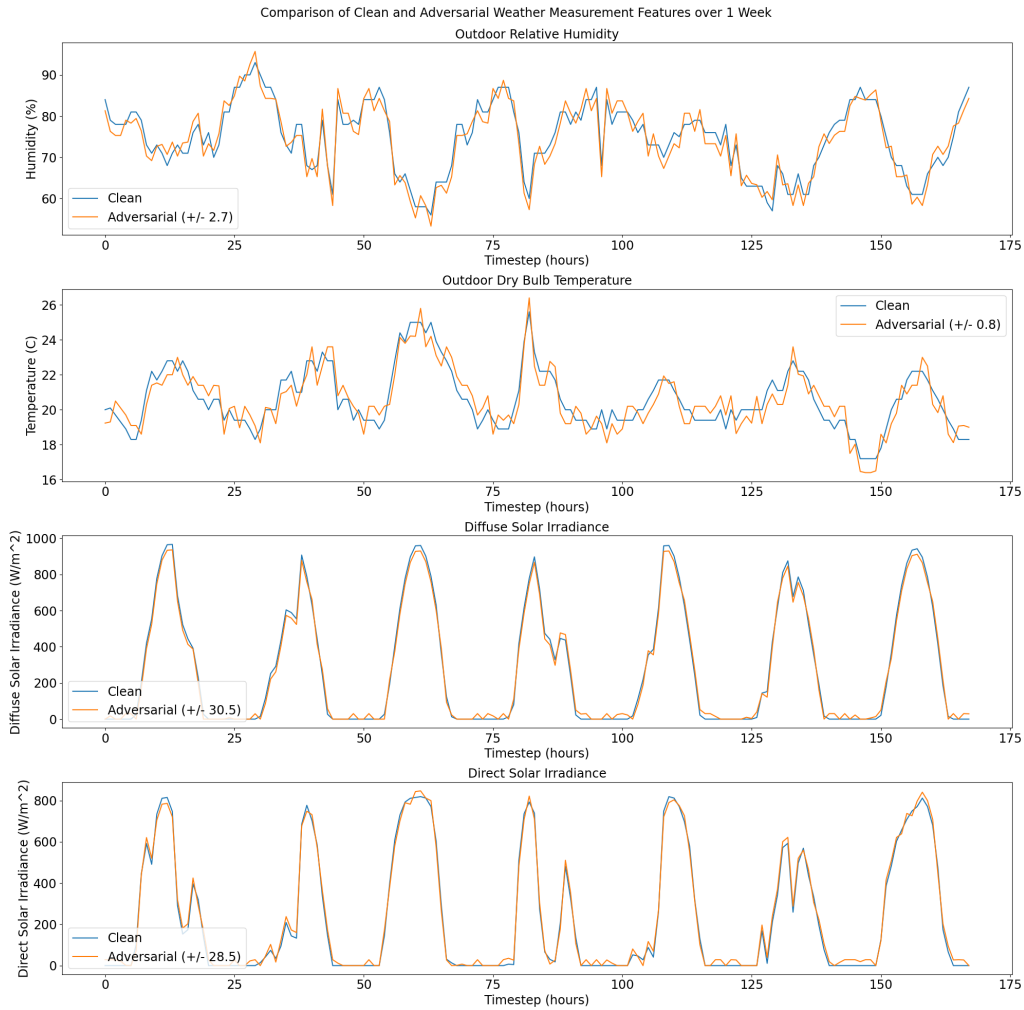 Comparison of Clean and Adversarial Weather Measurement Features over 1 Week
Outdoor Relative Humidity
Humidity (%)
90
80
70
60
Clean
Adversarial (+/- 2.7)
0 25 50 75 100 125 150 175
Timestep (hours)
Outdoor Dry Bulb Temperature
Temperature (C)
26
24
22
20
18
16
Clean
Adversarial (+/- 0.8)
0 25 50 75 100 125 150 175
Timestep (hours)
Diffuse Solar Irradiance
Diffuse Solar Irradiance (W/m^2)
1000
800
600
400
200
0
Clean
Adversarial (+/- 30.5)
0 25 50 75 100 125 150 175
Timestep (hours)
Direct Solar Irradiance
Direct Solar Irradiance (W/m^2)
800
600
400
200
0
Clean
Adversarial (+/- 28.5)
0 25 50 75 100 125 150 175
Timestep (hours)